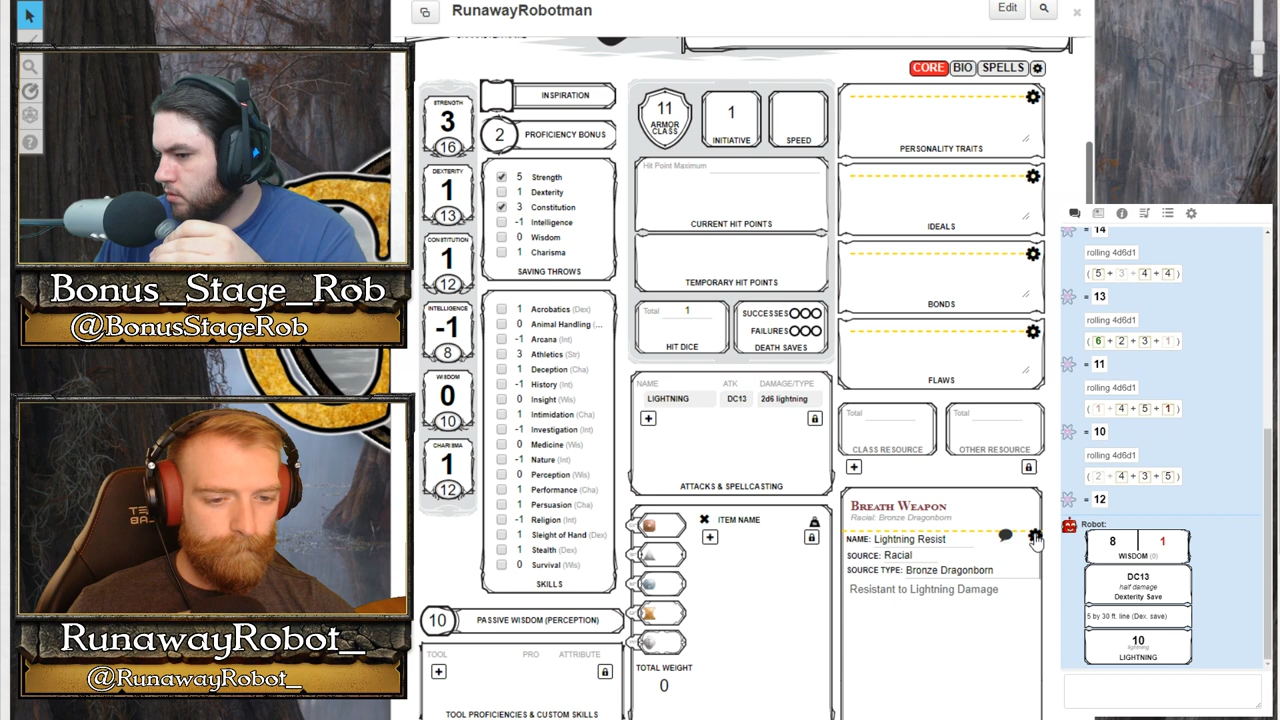 RunawayRobotman
Edit
CORE
BIO
SPELLS
STRENGTH
3
16
DEXTERITY
1
13
CONSTITUTION
1
12
INTELLIGENCE
-1
8
WISDOM
0
10
CHARISMA
1
12
INSPIRATION
2
PROFICIENCY BONUS
5 Strength
1 Dexterity
3 Constitution
-1 Intelligence
0 Wisdom
1 Charisma
SAVING THROWS
1 Acrobatics (Dex)
0 Animal Handling (...
-1 Arcana (Int)
3 Athletics (Str)
1 Deception (Cha)
-1 History (Int)
0 Insight (Wis)
1 Intimidation (Cha)
-1 Investigation (Int)
0 Medicine (Wis)
-1 Nature (Int)
0 Perception (Wis)
1 Performance (Cha)
1 Persuasion (Cha)
-1 Religion (Int)
1 Sleight of Hand (Dex)
1 Stealth (Dex)
0 Survival (Wis)
SKILLS
10
PASSIVE WISDOM (PERCEPTION)
TOOL PRO ATTRIBUTE
TOOL PROFICIENCIES & CUSTOM SKILLS
11
ARMOR
CLASS
1
INITIATIVE
SPEED
Hit Point Maximum
CURRENT HIT POINTS
TEMPORARY HIT POINTS
Total 1
HIT DICE
SUCCESSES
FAILURES
DEATH SAVES
NAME ATK DAMAGE/TYPE
LIGHTNING DC13 2d6 lightning
ATTACKS & SPELLCASTING
ITEM NAME
TOTAL WEIGHT
0
PERSONALITY TRAITS
IDEALS
BONDS
FLAWS
Total
CLASS RESOURCE
Total
OTHER RESOURCE
BREATH WEAPON
Racial: Bronze Dragonborn
NAME: Lightning Resist
SOURCE: Racial
SOURCE TYPE: Bronze Dragonborn
Resistant to Lightning Damage
= 14
rolling 4d6d1
(5+3+4+4)
= 13
rolling 4d6d1
(6+2+3+1)
= 11
rolling 4d6d1
(1+4+5+1)
= 10
rolling 4d6d1
(2+4+3+5)
= 12
Robot:
8 1
WISDOM (0)
DC13
half damage
Dexterity Save
5 by 30 ft. line (Dex. save)
10
lightning
LIGHTNING
Bonus_Stage_Rob
@BonusStageRob
RunawayRobot_
@RunawayRobot_